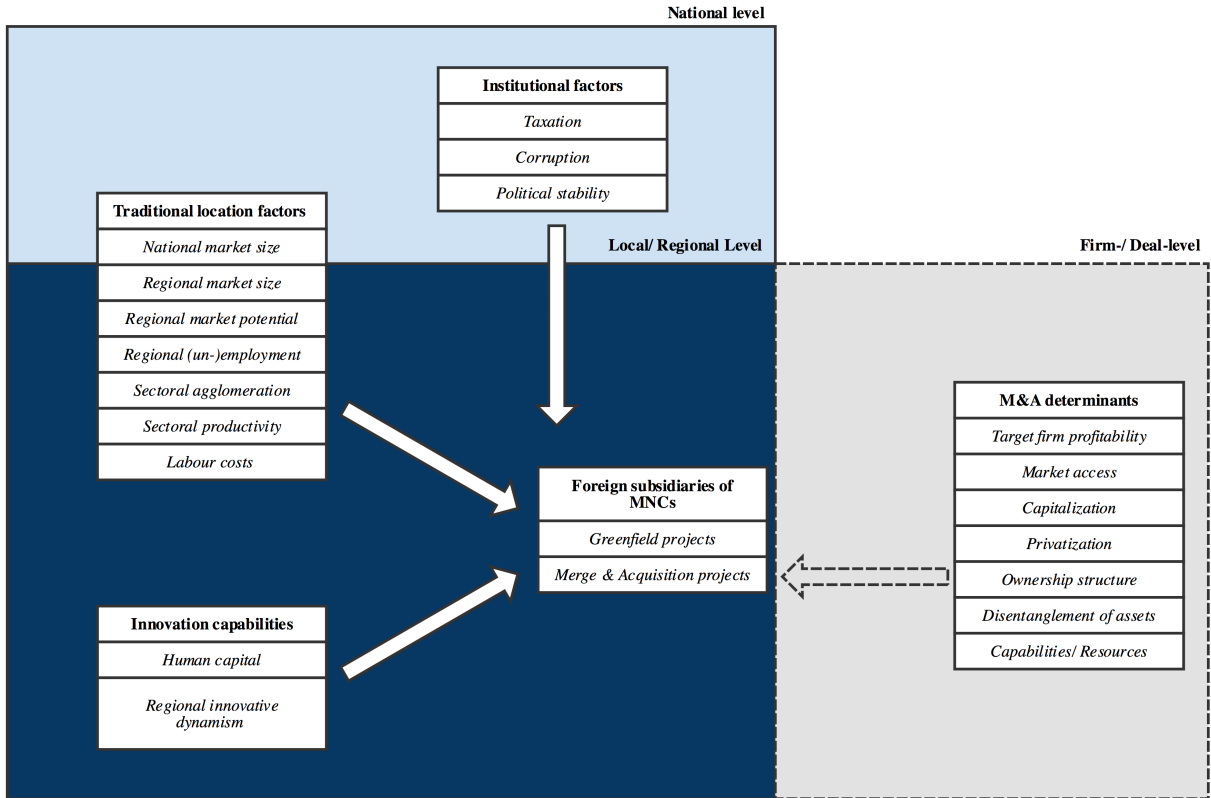 National level
Institutional factors
Taxation
Corruption
Political stability
Traditional location factors
National market size
Regional market size
Regional market potential
Regional (un-)employment
Sectoral agglomeration
Sectoral productivity
Labour costs
Local/ Regional Level
Firm-/ Deal-level
Foreign subsidiaries of
MNCs
Greenfield projects
Merge & Acquisition projects
M&A determinants
Target firm profitability
Market access
Capitalization
Privatization
Ownership structure
Disentanglement of assets
Capabilities/ Resources
Innovation capabilities
Human capital
Regional innovative
dynamism